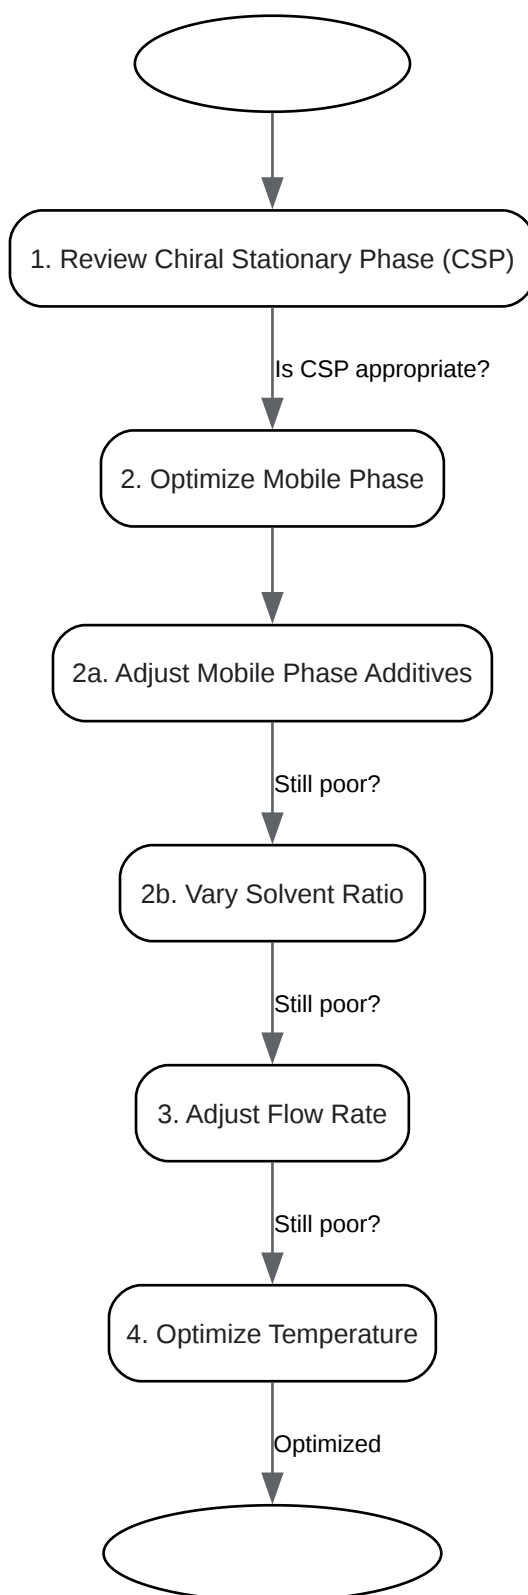 1. Review Chiral Stationary Phase (CSP)
Is CSP appropriate?
2. Optimize Mobile Phase
2a. Adjust Mobile Phase Additives
Still poor?
2b. Vary Solvent Ratio
Still poor?
3. Adjust Flow Rate
Still poor?
4. Optimize Temperature
Optimized